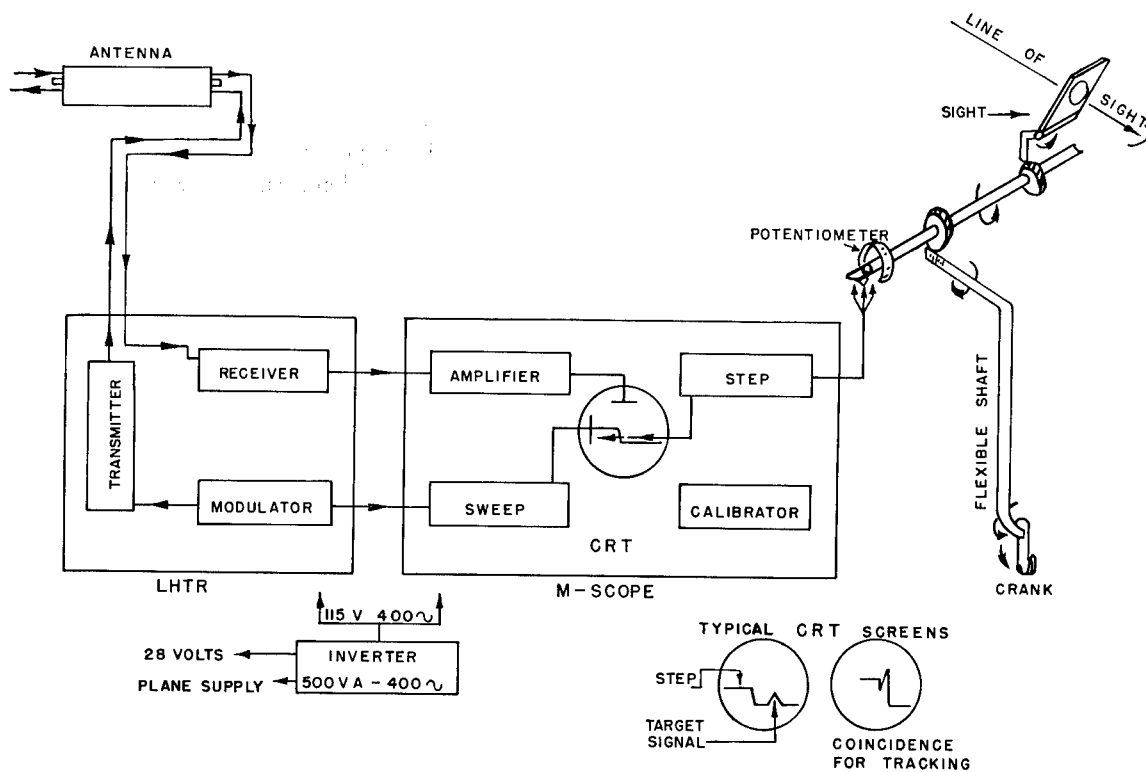 ANTENNA
LINE OF SIGHT
SIGHT
POTENTIOMETER
RECEIVER
AMPLIFIER
STEP
TRANSMITTER
FLEXIBLE SHAFT
MODULATOR
SWEEP
CALIBRATOR
CRT
LHTR
M-SCOPE
CRANK
115 V 400~
28 VOLTS
INVERTER
PLANE SUPPLY
500 VA - 400~
TYPICAL CRT SCREENS
STEP
TARGET
SIGNAL
COINCIDENCE
FOR TRACKING